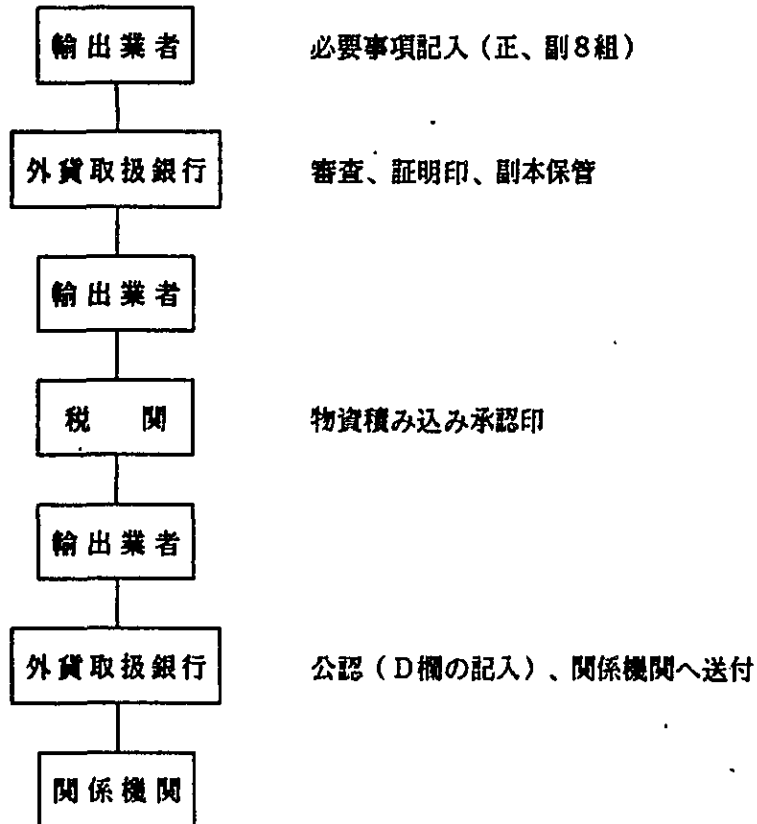 輸出業者 必要事項記入（正、副8組）
外貨取扱銀行 審査、証明印、副本保管
輸出業者
税関 物資積み込み承認印
輸出業者
外貨取扱銀行 公認（D欄の記入）、関係機関へ送付
関係機関